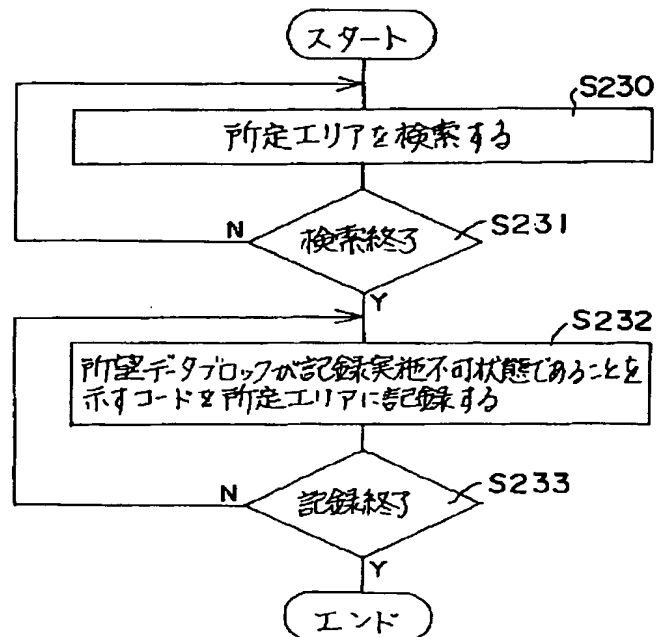 スタート
S230
所定エリアを検索する
N
検索終了
S231
Y
S232
所望データブロックが記録実施不可状態であることを
示すコードを所定エリアに記録する
N
記録終了
S233
Y
エンド